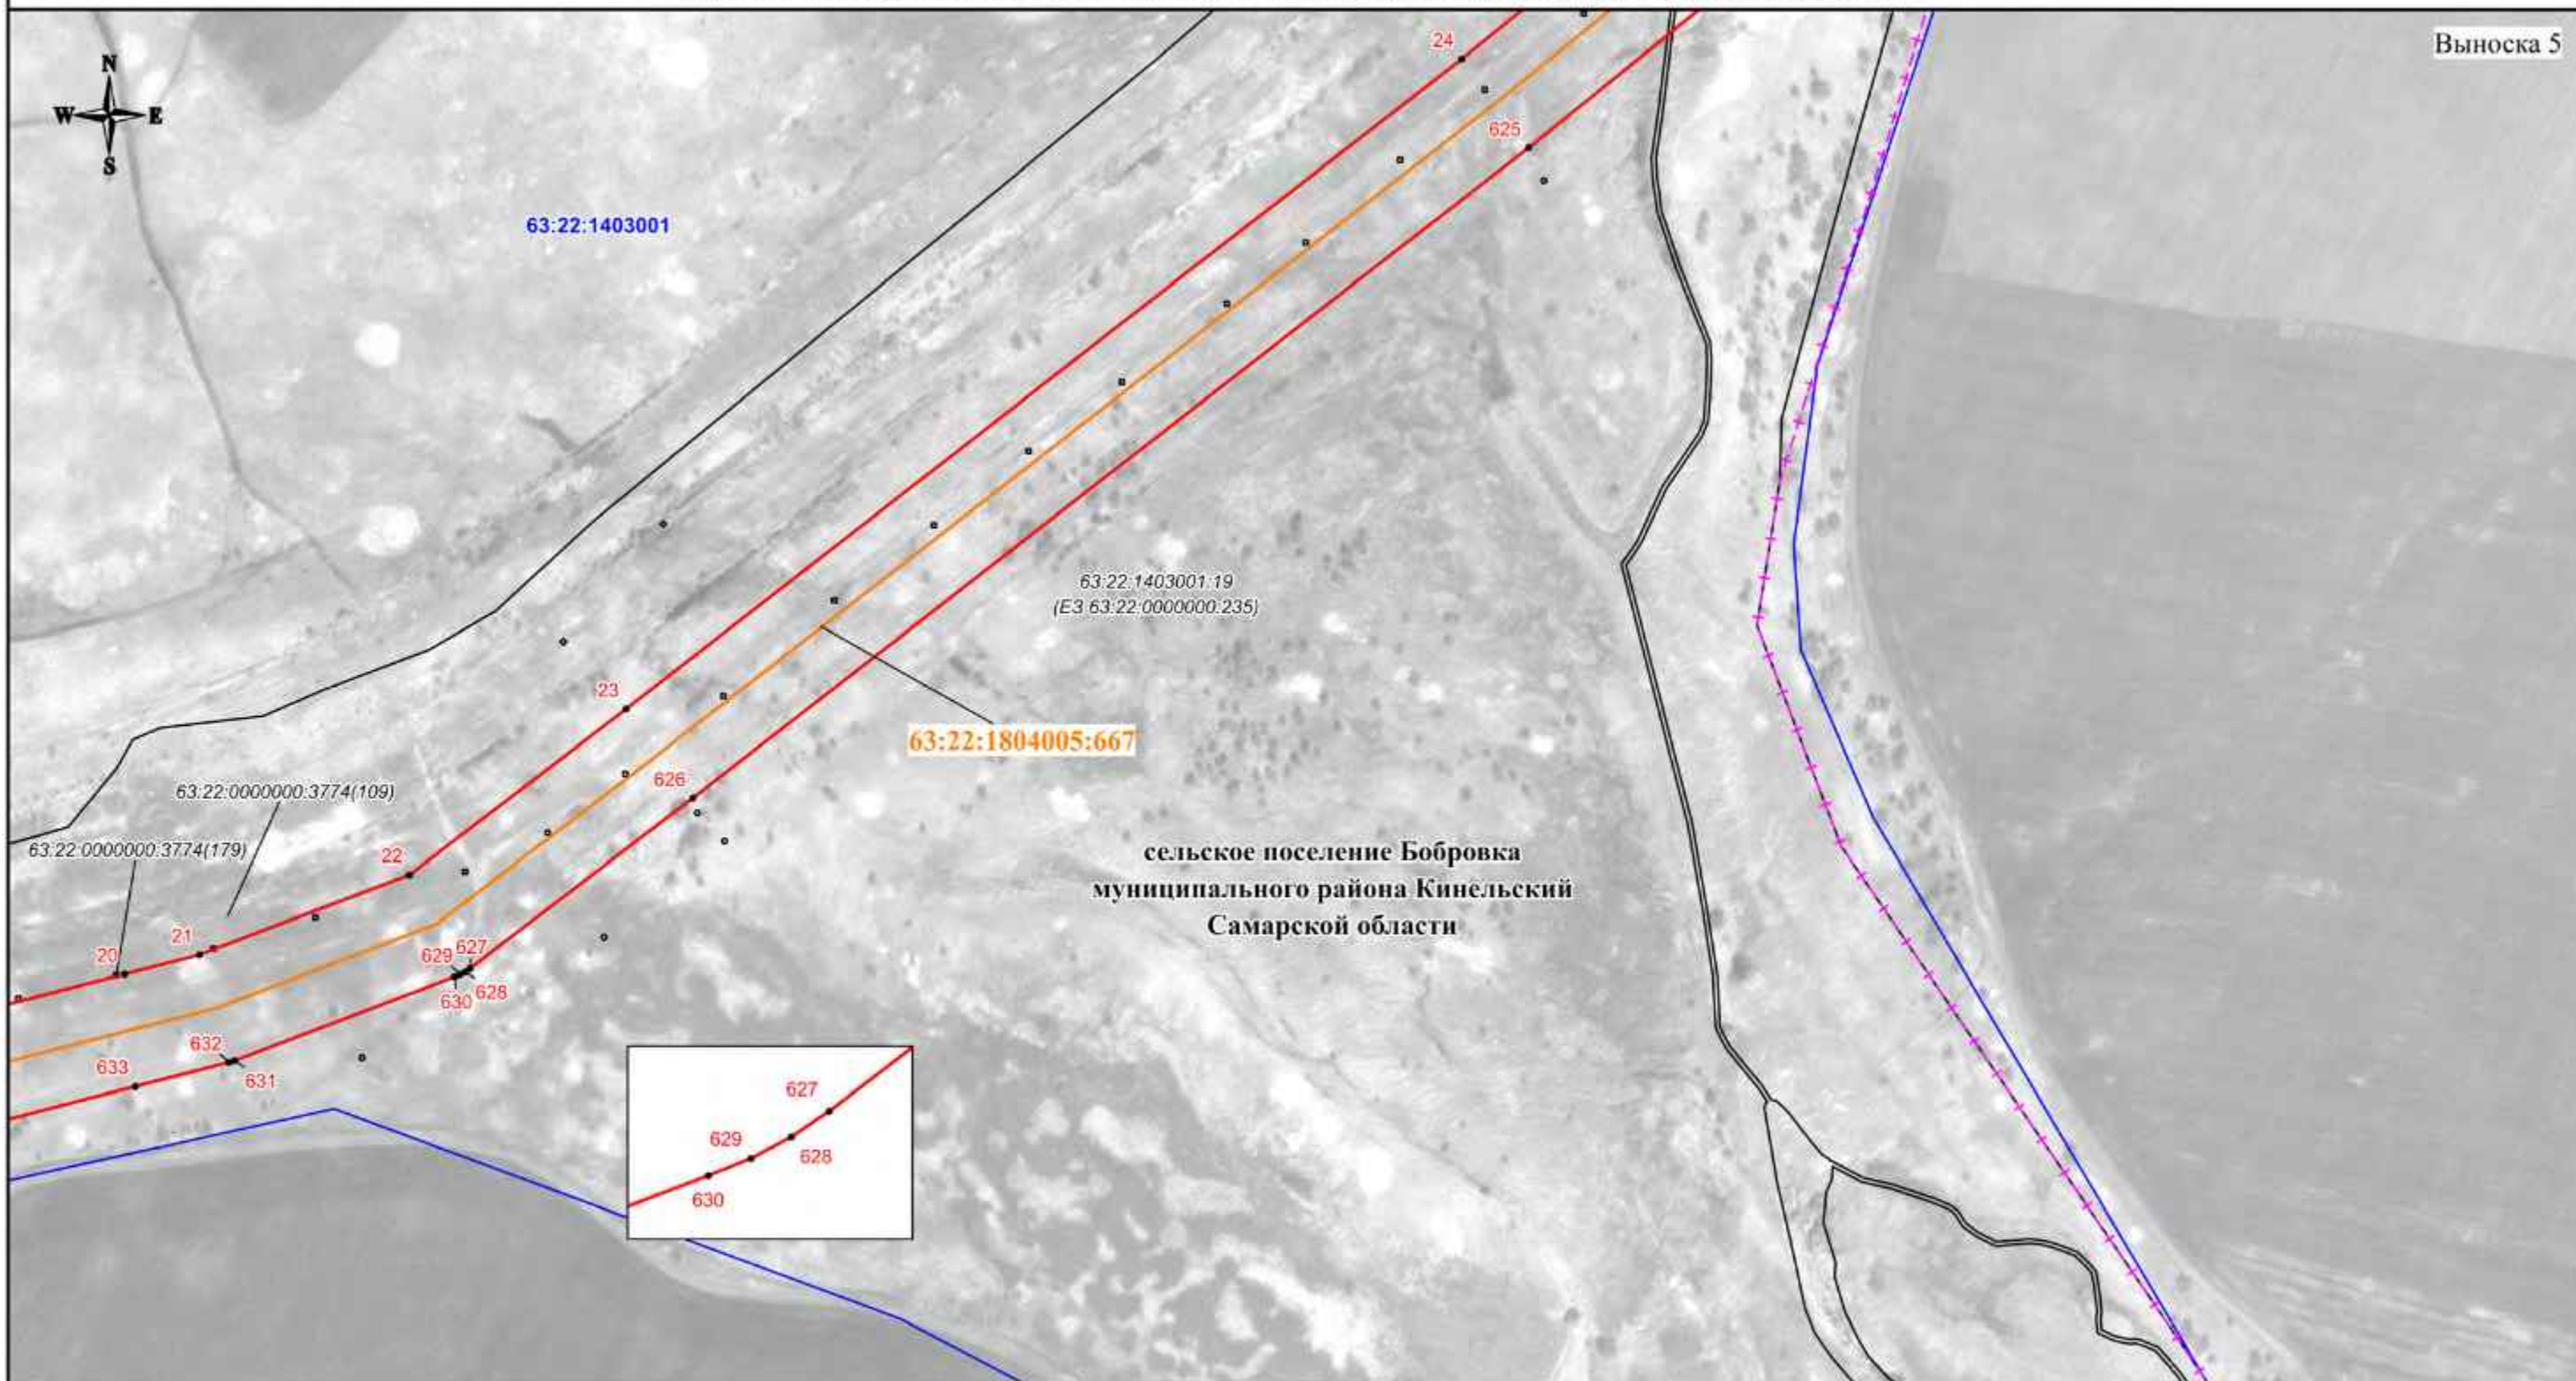 Выноска 5
N
W E
S
24
625
63:22:1403001
63:22:1403001:19
(ЕЗ 63:22:0000000:235)
23
63:22:1804005:667
626
63:22:0000000:3774(109)
63:22:0000000:3774(179)
22
сельское поселение Бобровка
муниципального района Кинельский
Самарской области
21
20
629 627
630 628
632
633
631
627
629
628
630